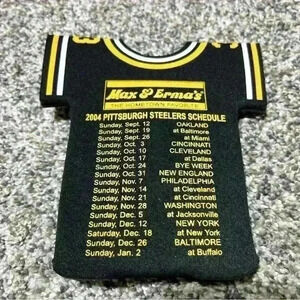 Max & Erma's
THE HOMETOWN FAVORITE
2004 PITTSBURGH STEELERS SCHEDULE
Sunday, Sept. 12 OAKLAND
Sunday, Sept. 19 at Baltimore
Sunday, Sept. 26 at Miami
Sunday, Oct. 3 CINCINNATI
Sunday, Oct. 10 CLEVELAND
Sunday, Oct. 17 at Dallas
Sunday, Oct. 24 BYE WEEK
Sunday, Oct. 31 NEW ENGLAND
Sunday, Nov. 7 PHILADELPHIA
Sunday, Nov. 14 at Cleveland
Sunday, Nov. 21 at Cincinnati
Sunday, Nov. 28 WASHINGTON
Sunday, Dec. 5 at Jacksonville
Sunday, Dec. 12 NEW YORK
Saturday, Dec. 18 at New York
Sunday, Dec. 26 BALTIMORE
Sunday, Jan. 2 at Buffalo